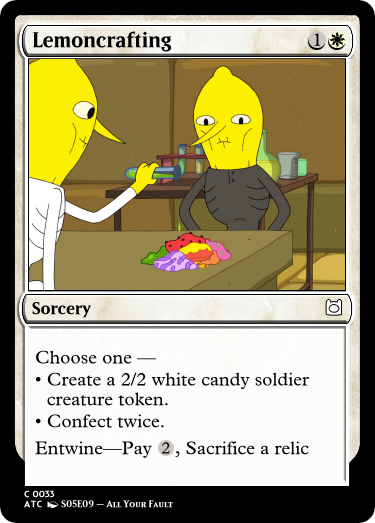 Lemoncrafting 1
Sorcery
Choose one —
• Create a 2/2 white candy soldier
creature token.
• Confect twice.
Entwine—Pay 2, Sacrifice a relic
C 0033
ATC S05E09 — All Your Fault